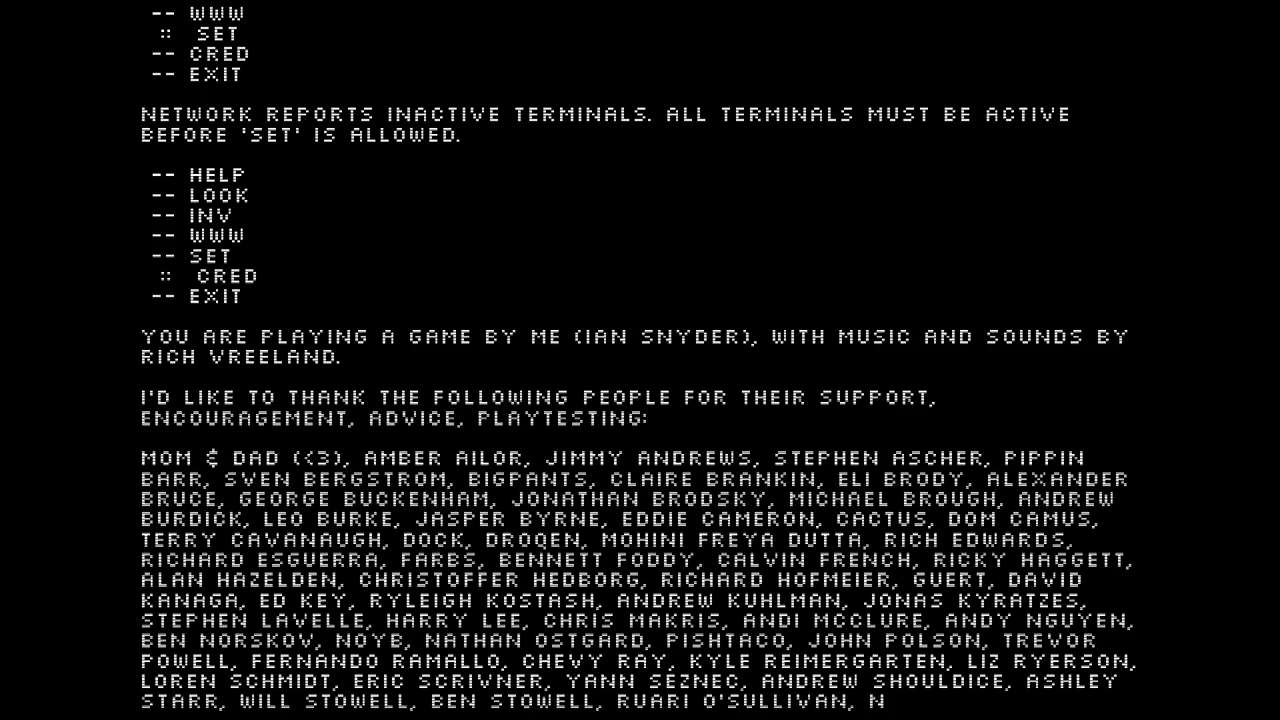 -- WWW
:: SET
-- CRED
-- EXIT
NETWORK REPORTS INACTIVE TERMINALS. ALL TERMINALS MUST BE ACTIVE
BEFORE 'SET' IS ALLOWED.
-- HELP
-- LOOK
-- INV
-- WWW
-- SET
:: CRED
-- EXIT
YOU ARE PLAYING A GAME BY ME (IAN SNYDER), WITH MUSIC AND SOUNDS BY
RICH VREELAND.
I'D LIKE TO THANK THE FOLLOWING PEOPLE FOR THEIR SUPPORT,
ENCOURAGEMENT, ADVICE, PLAYTESTING:
MOM & DAD (<3), AMBER AILOR, JIMMY ANDREWS, STEPHEN ASCHER, PIPPIN
BARR, SVEN BERGSTROM, BIGPANTS, CLAIRE BRANKIN, ELI BRODY, ALEXANDER
BRUCE, GEORGE BUCKENHAM, JONATHAN BRODSKY, MICHAEL BROUGH, ANDREW
BURDICK, LEO BURKE, JASPER BYRNE, EDDIE CAMERON, CACTUS, DOM CAMUS,
TERRY CAVANAUGH, DOCK, DROQEN, MOHINI FREYA DUTTA, RICH EDWARDS,
RICHARD ESGUERRA, FARBS, BENNETT FODDY, CALVIN FRENCH, RICKY HAGGETT,
ALAN HAZELDEN, CHRISTOFFER HEDBORG, RICHARD HOFMEIER, GUERT, DAVID
KANAGA, ED KEY, RYLEIGH KOSTASH, ANDREW KUHLMAN, JONAS KYRATZES,
STEPHEN LAVELLE, HARRY LEE, CHRIS MAKRIS, ANDI MCCLURE, ANDY NGUYEN,
BEN NORSKOV, NOYB, NATHAN OSTGARD, PISHTACO, JOHN POLSON, TREVOR
POWELL, FERNANDO RAMALLO, CHEVY RAY, KYLE REIMERGARTEN, LIZ RYERSON,
LOREN SCHMIDT, ERIC SCRIVNER, YANN SEZNEC, ANDREW SHOULDICE, ASHLEY
STARR, WILL STOWELL, BEN STOWELL, RUARI O'SULLIVAN, N